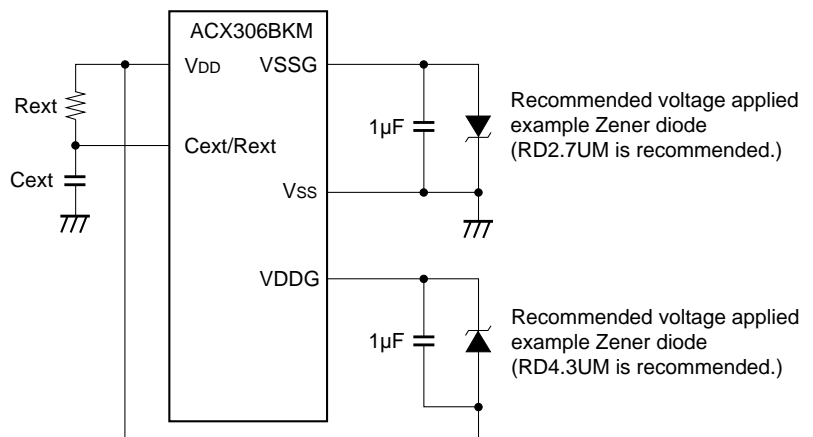 ACX306BKM
VDD
VSSG
Rext
1µF
Recommended voltage applied
example Zener diode
(RD2.7UM is recommended.)
Cext/Rext
Cext
VSS
VDDG
1µF
Recommended voltage applied
example Zener diode
(RD4.3UM is recommended.)